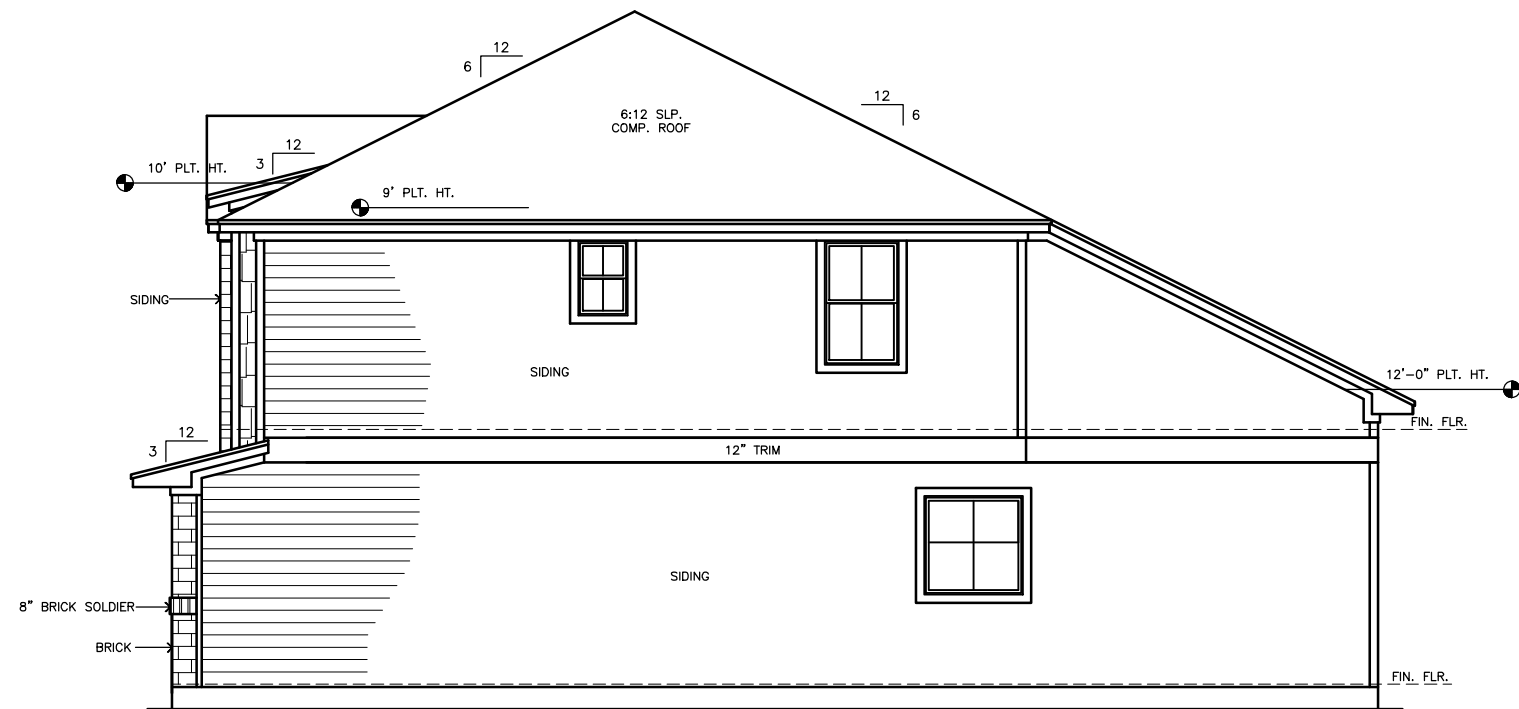 12
6
12
6
6:12 SLP.
COMP. ROOF
12
3
10' PLT. HT.
9' PLT. HT.
SIDING
SIDING
12'-0" PLT. HT.
FIN. FLR.
12
3
12" TRIM
SIDING
8" BRICK SOLDIER
BRICK
FIN. FLR.